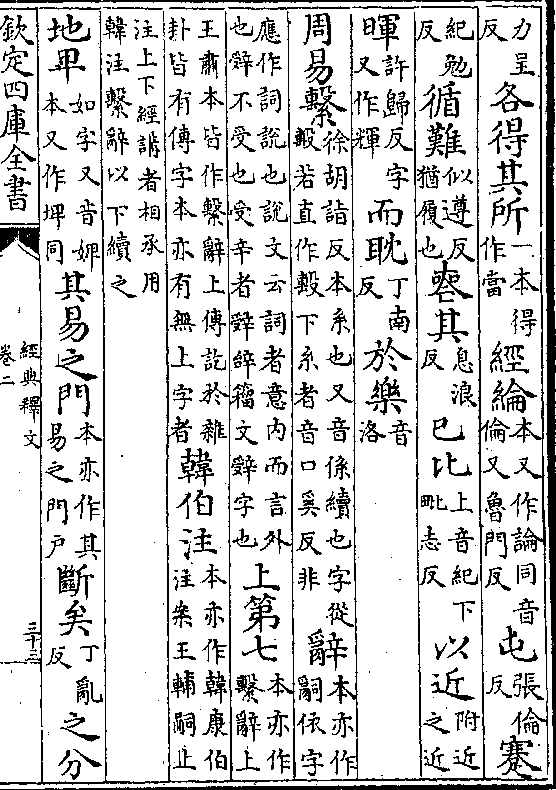 力呈反各得其所一本得作當經綸本又作論同音倫又魯門反屯張倫反蹇
紀勉反循難似遵反猶履也喪其息浪反已比上音紀下毗志反以近附近之近
暉許歸反字又作輝而耽丁南反於樂音洛
周易繫徐胡詣反本系也又音係續也字從毄若直作毄下糸者音口奚反非辭本亦作嗣依字
應作詞說也說文云詞者意內而言外也辭不受也受辛者辤辝籀文辤字也上第七本亦作繫辭上
王肅本皆作繫辭上傳訖於雜卦皆有傳字本亦有無上字者韓伯注本亦作韓康伯注案王輔嗣止
注上下經講者相承用韓注繫辭以下續之
地卑如字又音婢本又作埤同其易之門本亦作其易之門戶斷矣丁亂反之分
欽定四庫全書
經典釋文
卷二
三十三